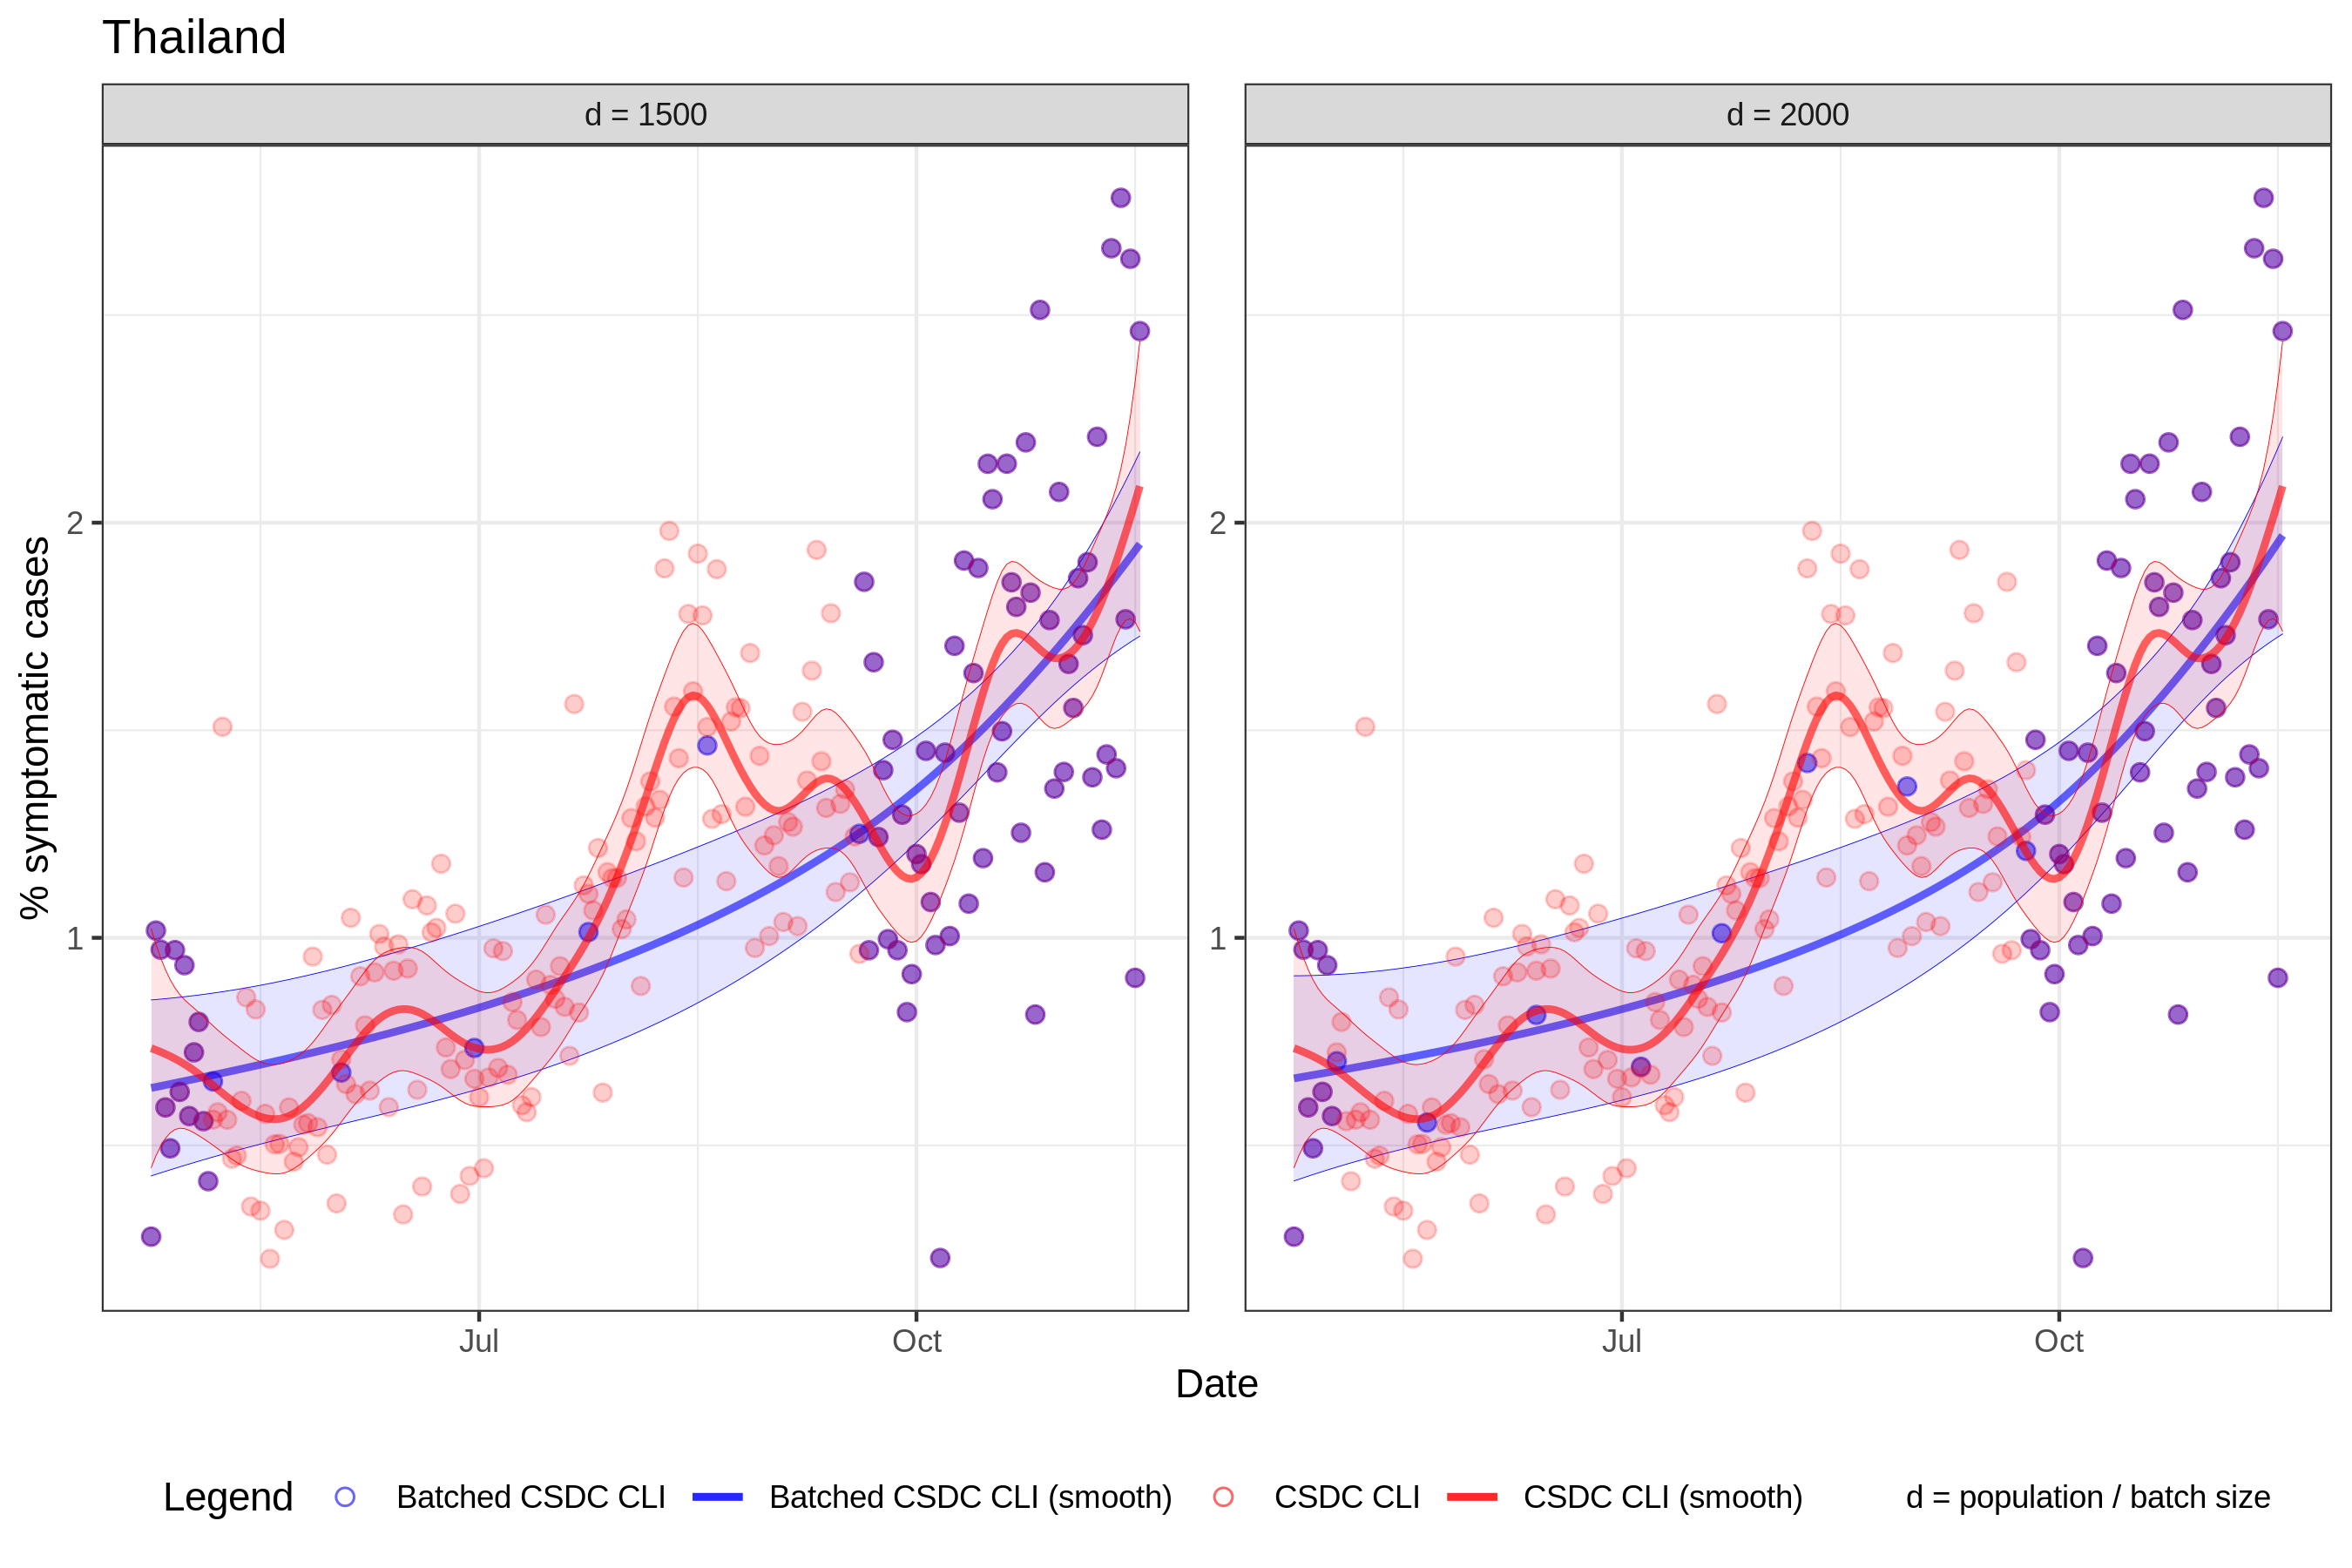 Thailand
d = 1500
d = 2000
% symptomatic cases
2
1
2
1
Jul
Oct
Jul
Oct
Date
Legend
Batched CSDC CLI
Batched CSDC CLI (smooth)
CSDC CLI
CSDC CLI (smooth)
d = population / batch size